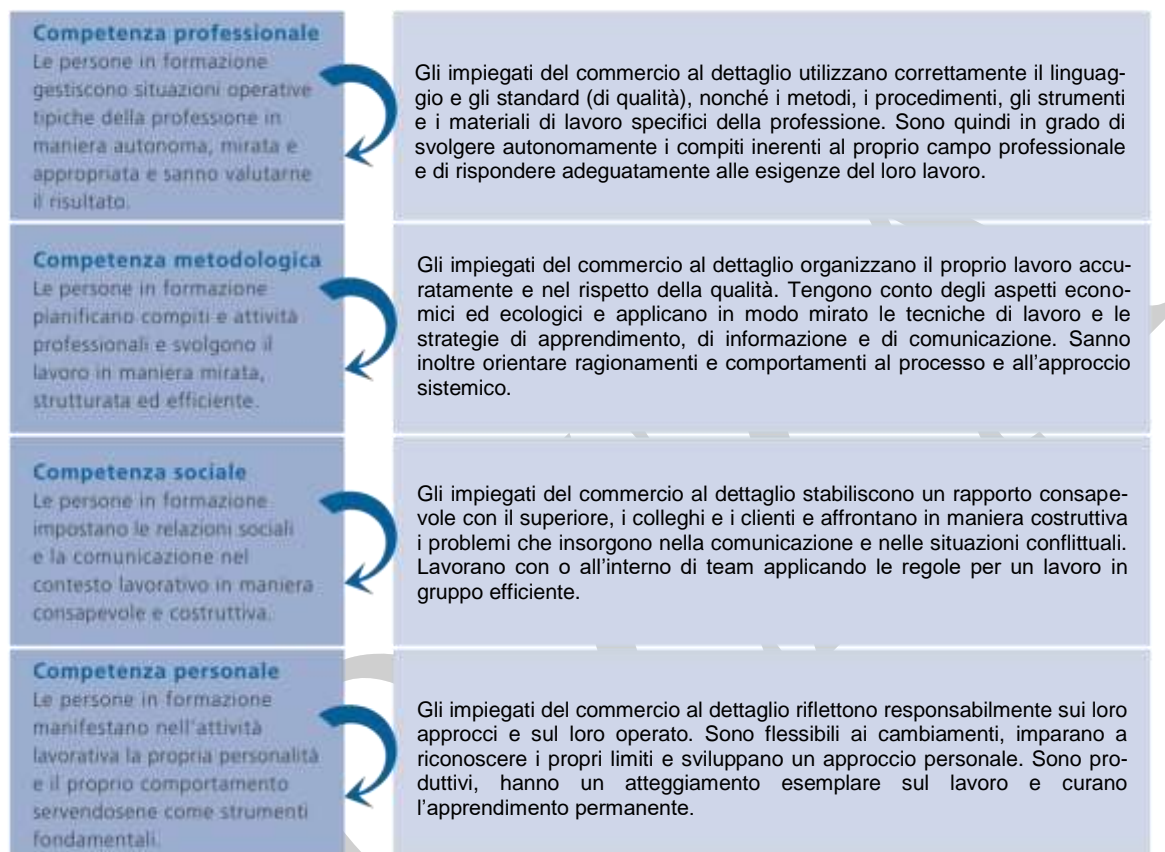 Competenza professionale
Le persone in formazione
gestiscono situazioni operative
tipiche della professione in
maniera autonoma, mirata e
appropriata e sanno valutarne
il risultato.
Gli impiegati del commercio al dettaglio utilizzano correttamente il linguag-
gio e gli standard (di qualità), nonché i metodi, i procedimenti, gli strumenti
e i materiali di lavoro specifici della professione. Sono quindi in grado di
svolgere autonomamente i compiti inerenti al proprio campo professionale
e di rispondere adeguatamente alle esigenze del loro lavoro.
Competenza metodologica
Le persone in formazione
pianificano compiti e attività
professionali e svolgono il
lavoro in maniera mirata,
strutturata ed efficiente.
Gli impiegati del commercio al dettaglio organizzano il proprio lavoro accu-
ratamente e nel rispetto della qualità. Tengono conto degli aspetti econo-
mici ed ecologici e applicano in modo mirato le tecniche di lavoro e le
strategie di apprendimento, di informazione e di comunicazione. Sanno
inoltre orientare ragionamenti e comportamenti al processo e all'approccio
sistemico.
Competenza sociale
Le persone in formazione
impostano le relazioni sociali
e la comunicazione nel
contesto lavorativo in maniera
consapevole e costruttiva.
Gli impiegati del commercio al dettaglio stabiliscono un rapporto consape-
vole con il superiore, i colleghi e i clienti e affrontano in maniera costruttiva
i problemi che insorgono nella comunicazione e nelle situazioni conflittuali.
Lavorano con o all'interno di team applicando le regole per un lavoro in
gruppo efficiente.
Competenza personale
Le persone in formazione
manifestano nell'attività
lavorativa la propria personalità
e il proprio comportamento
servendosene come strumenti
fondamentali.
Gli impiegati del commercio al dettaglio riflettono responsabilmente sui loro
approcci e sul loro operato. Sono flessibili ai cambiamenti, imparano a
riconoscere i propri limiti e sviluppano un approccio personale. Sono pro-
duttivi, hanno un atteggiamento esemplare sul lavoro e curano
l'apprendimento permanente.